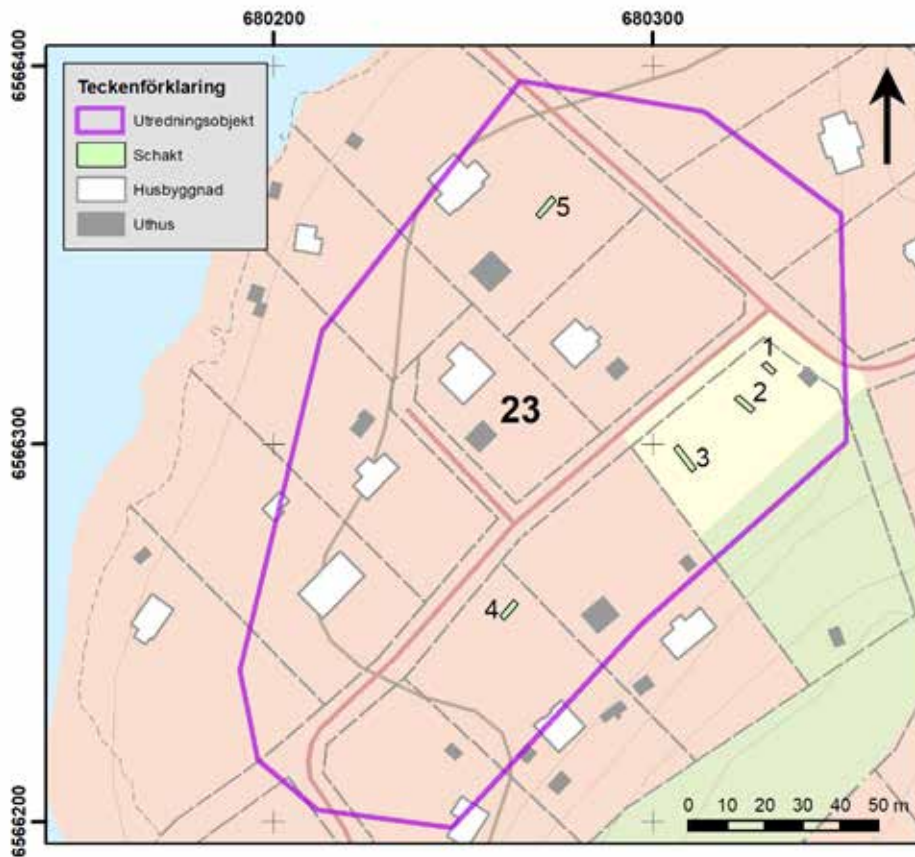 680200
680300
6566400
6566300
6566200
Teckenförklaring
Utredningsobjekt
Schakt
Husbyggnad
Uthus
5
1
2
3
23
4
0 10 20 30 40 50 m